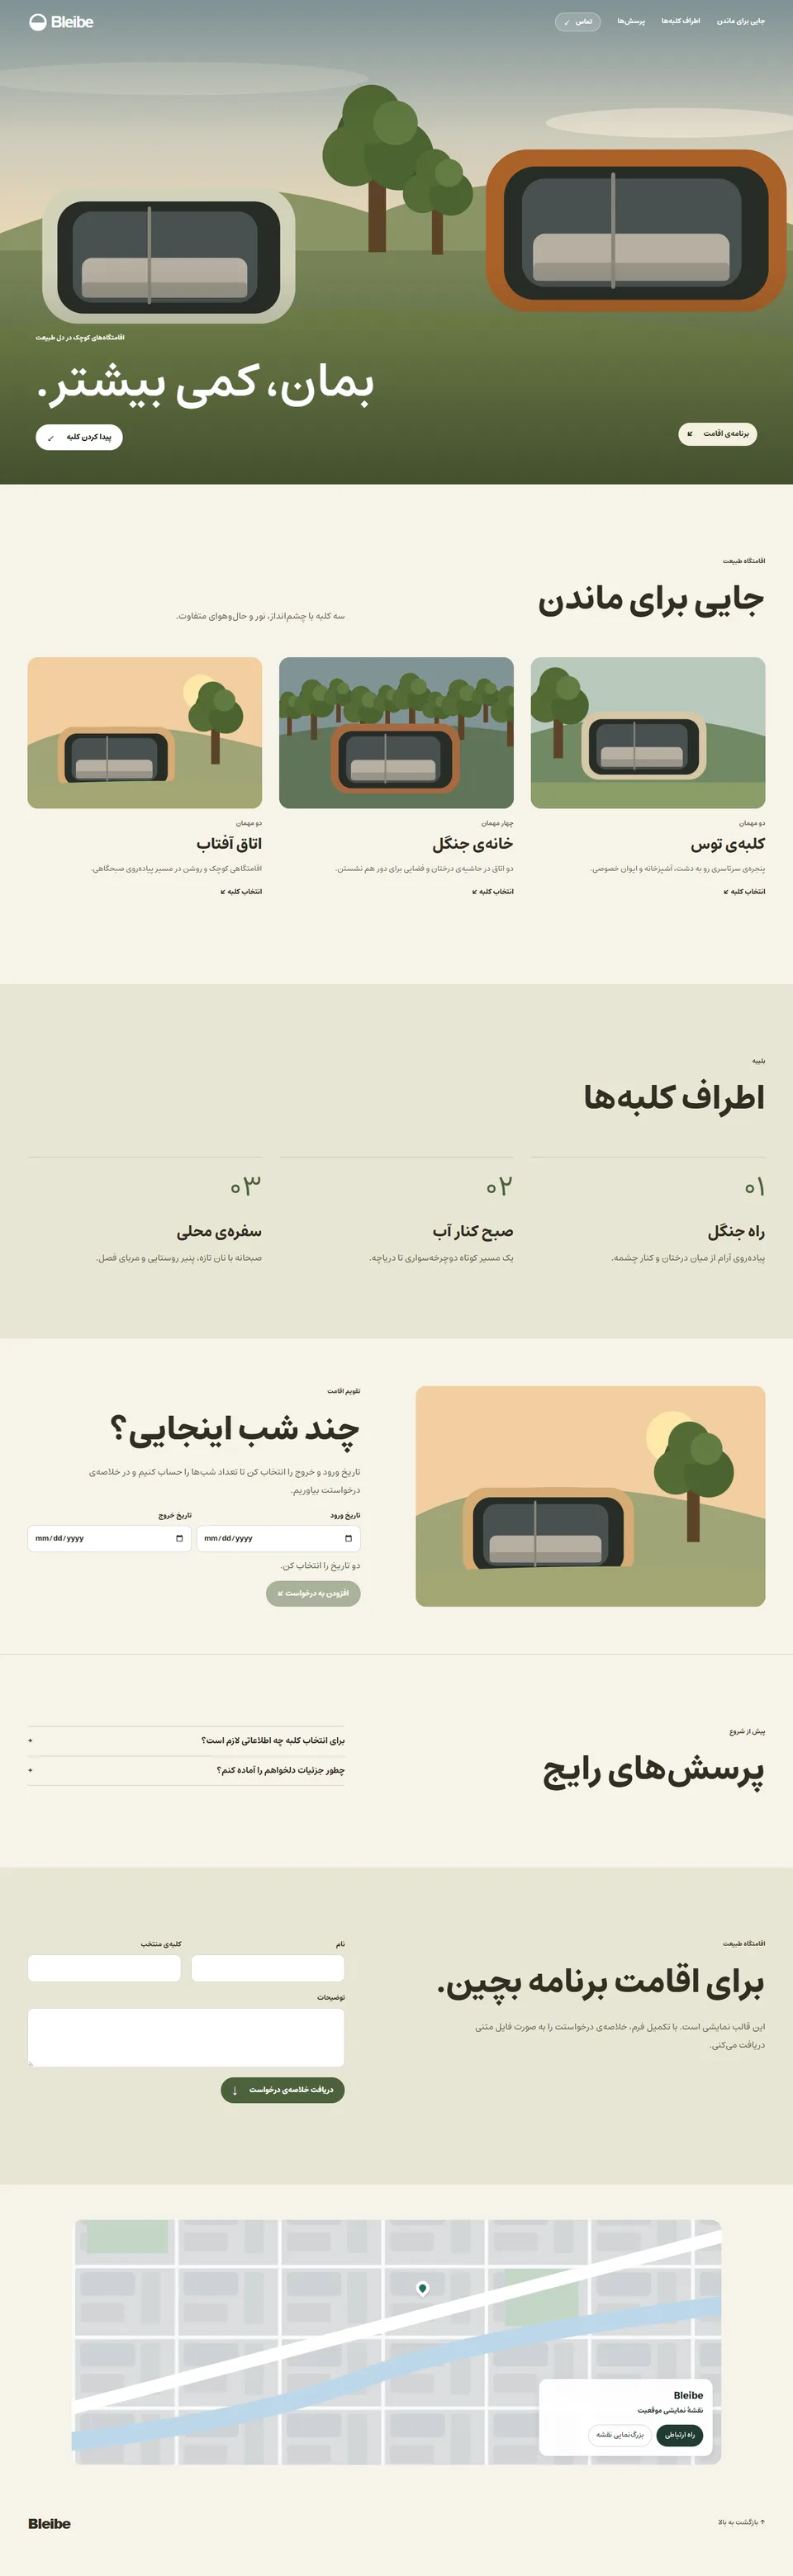 Bleibe
جایی برای ماندن
اطراف کلبه‌ها
پرسش‌ها
تماس ↙
اقامتگاه‌های کوچک در دل طبیعت
بمان، کمی بیشتر.
پیدا کردن کلبه ↙
برنامه‌ی اقامت ↙
اقامتگاه طبیعت
جایی برای ماندن
سه کلبه با چشم‌انداز، نور و حال‌وهوای متفاوت.
دو مهمان
کلبه‌ی توس
پنجره‌ی سرتاسری رو به دشت، آشپزخانه و ایوان خصوصی.
انتخاب کلبه ↙
چهار مهمان
خانه‌ی جنگل
دو اتاق در حاشیه‌ی درختان و فضایی برای دور هم نشستن.
انتخاب کلبه ↙
دو مهمان
اتاق آفتاب
اقامتگاهی کوچک و روشن در مسیر پیاده‌روی صبحگاهی.
انتخاب کلبه ↙
بلیبه
اطراف کلبه‌ها
۰۱
راه جنگل
پیاده‌روی آرام از میان درختان و کنار چشمه.
۰۲
صبح کنار آب
یک مسیر کوتاه دوچرخه‌سواری تا دریاچه.
۰۳
سفره‌ی محلی
صبحانه با نان تازه، پنیر روستایی و مربای فصل.
تقویم اقامت
چند شب اینجایی؟
تاریخ ورود و خروج را انتخاب کن تا تعداد شب‌ها را حساب کنیم و در خلاصه‌ی
درخواستت بیاوریم.
تاریخ ورود
mm/dd/yyyy
تاریخ خروج
mm/dd/yyyy
دو تاریخ را انتخاب کن.
افزودن به درخواست ↙
پیش از شروع
پرسش‌های رایج
برای انتخاب کلبه چه اطلاعاتی لازم است؟ +
چطور جزئیات دلخواهم را آماده کنم؟ +
اقامتگاه طبیعت
برای اقامت برنامه بچین.
این قالب نمایشی است. با تکمیل فرم، خلاصه‌ی درخواستت را به صورت فایل متنی
دریافت می‌کنی.
نام
کلبه‌ی منتخب
توضیحات
دریافت خلاصه‌ی درخواست ↓
Bleibe
نقشهٔ نمایشی موقعیت
راه ارتباطی
بزرگ‌نمایی نقشه
↑ بازگشت به بالا
Bleibe